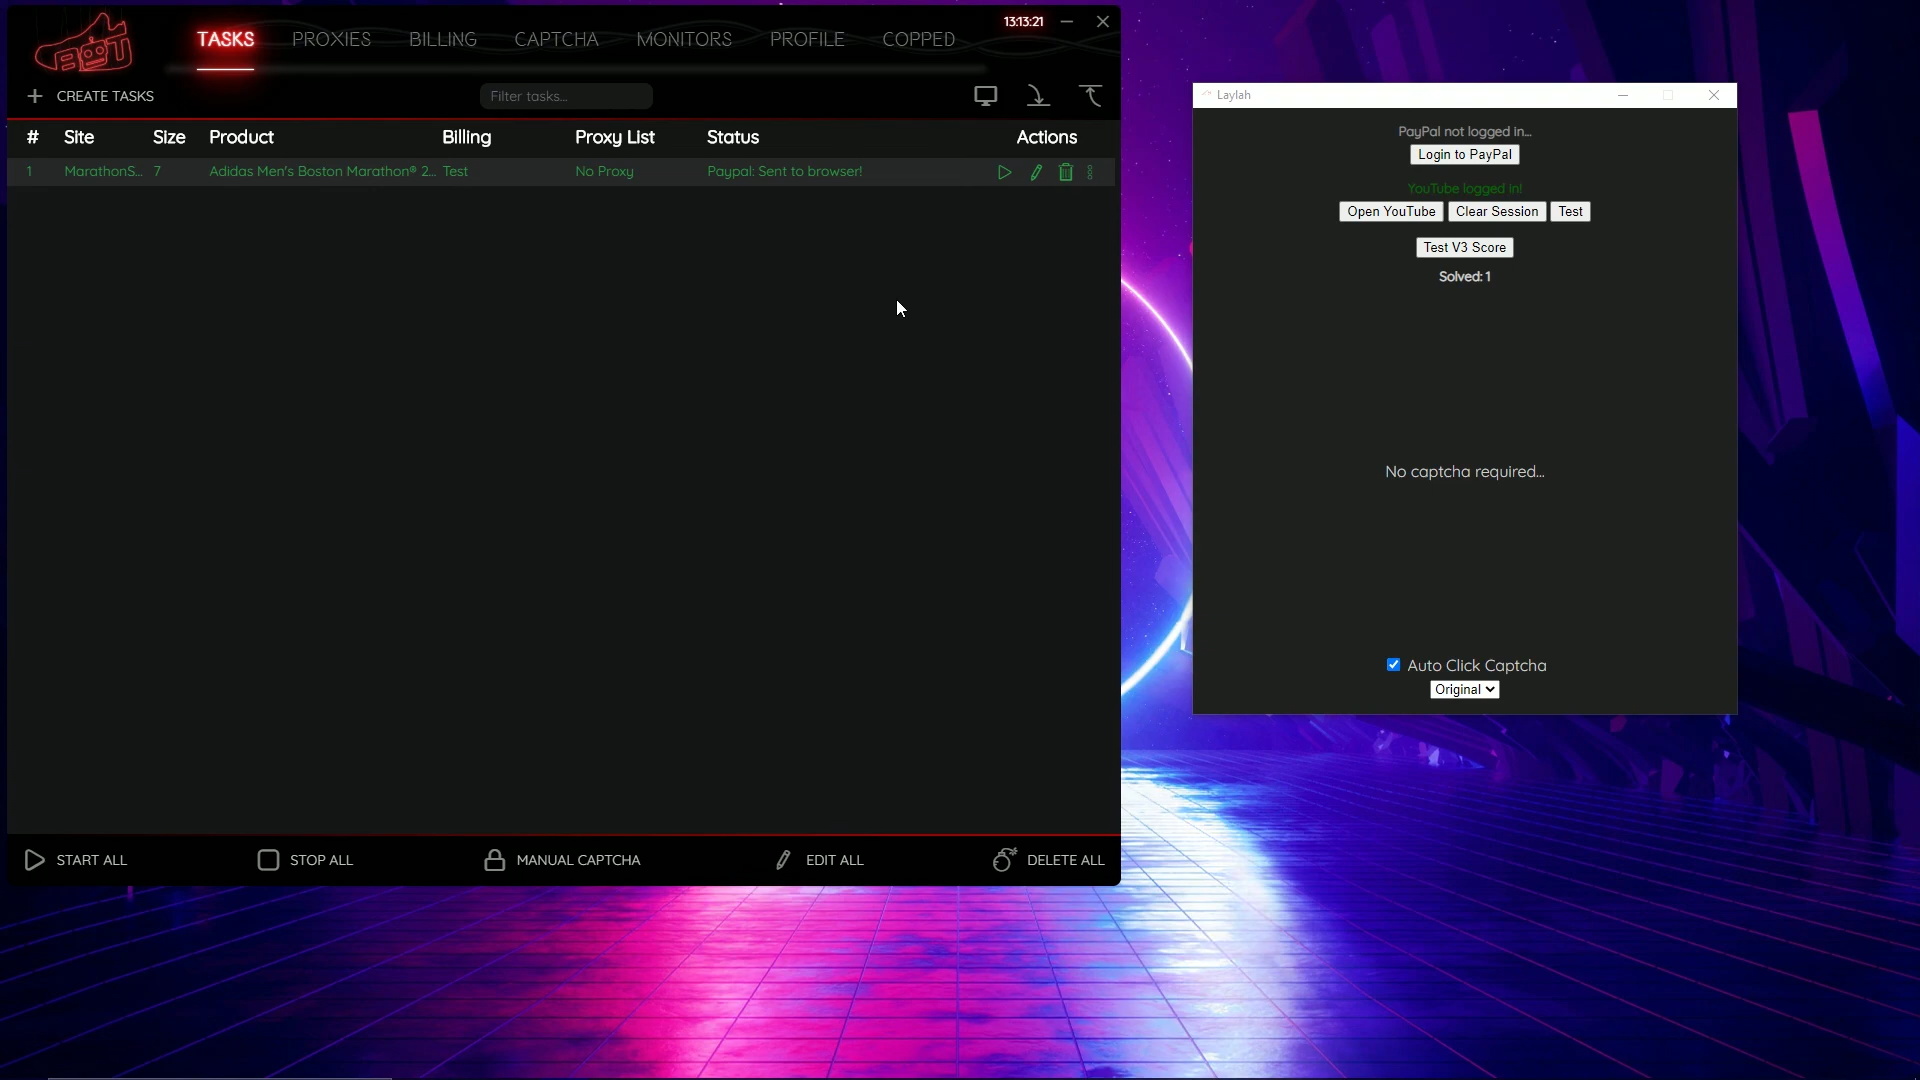 BOT
TASKS PROXIES BILLING CAPTCHA MONITORS PROFILE COPPED
13:13:21
CREATE TASKS
Filter tasks...
# Site Size Product Billing Proxy List Status Actions
1 MarathonS... 7 Adidas Men's Boston Marathon® 2... Test No Proxy Paypal: Sent to browser!
START ALL STOP ALL MANUAL CAPTCHA EDIT ALL DELETE ALL
Laylah
PayPal not logged in...
Login to PayPal
YouTube logged in!
Open YouTube Clear Session Test
Test V3 Score
Solved: 1
No captcha required...
Auto Click Captcha
Original